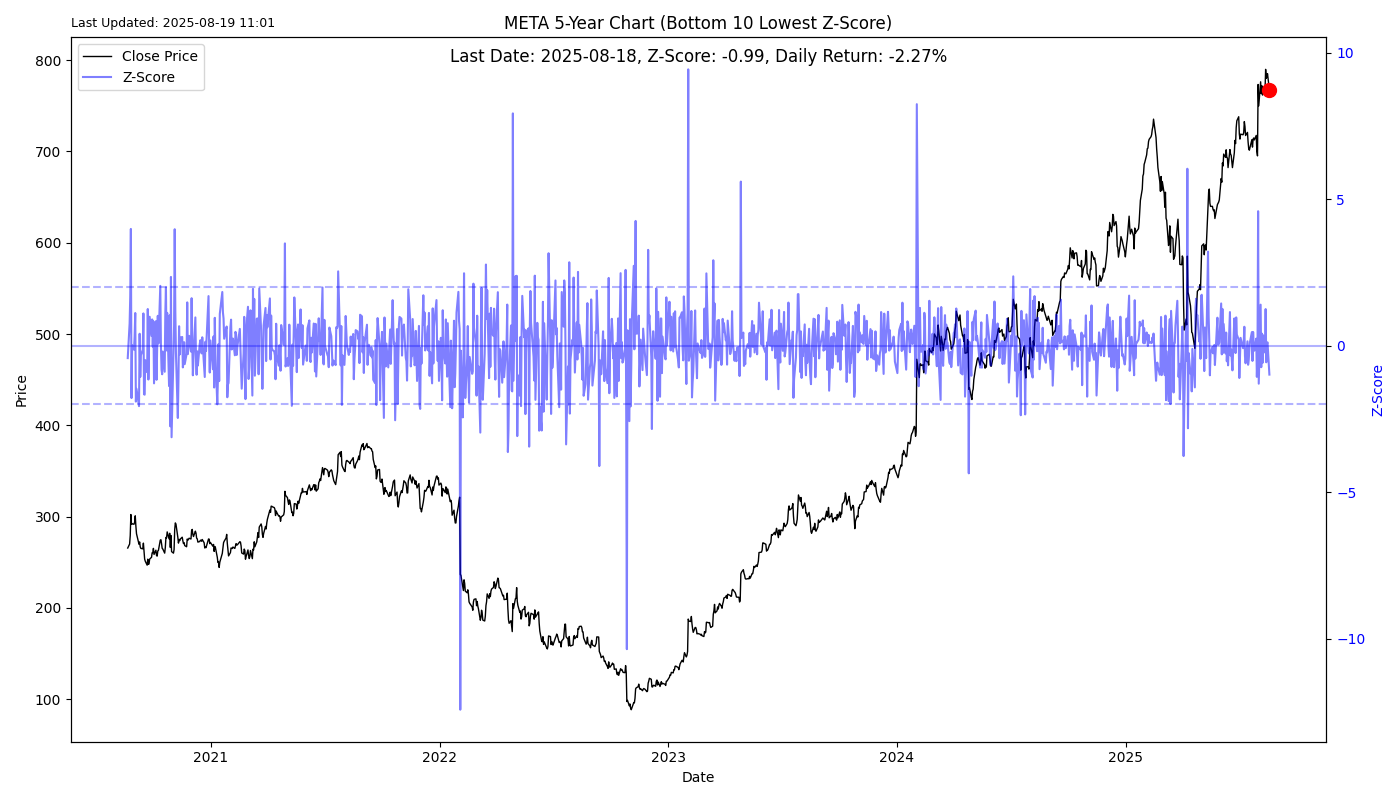 Last Updated: 2025-08-19 11:01
META 5-Year Chart (Bottom 10 Lowest Z-Score)
Last Date: 2025-08-18, Z-Score: -0.99, Daily Return: -2.27%
Close Price
Z-Score
800
700
600
500
400
300
200
100
Price
10
5
0
−5
−10
Z-Score
2021
2022
2023
2024
2025
Date